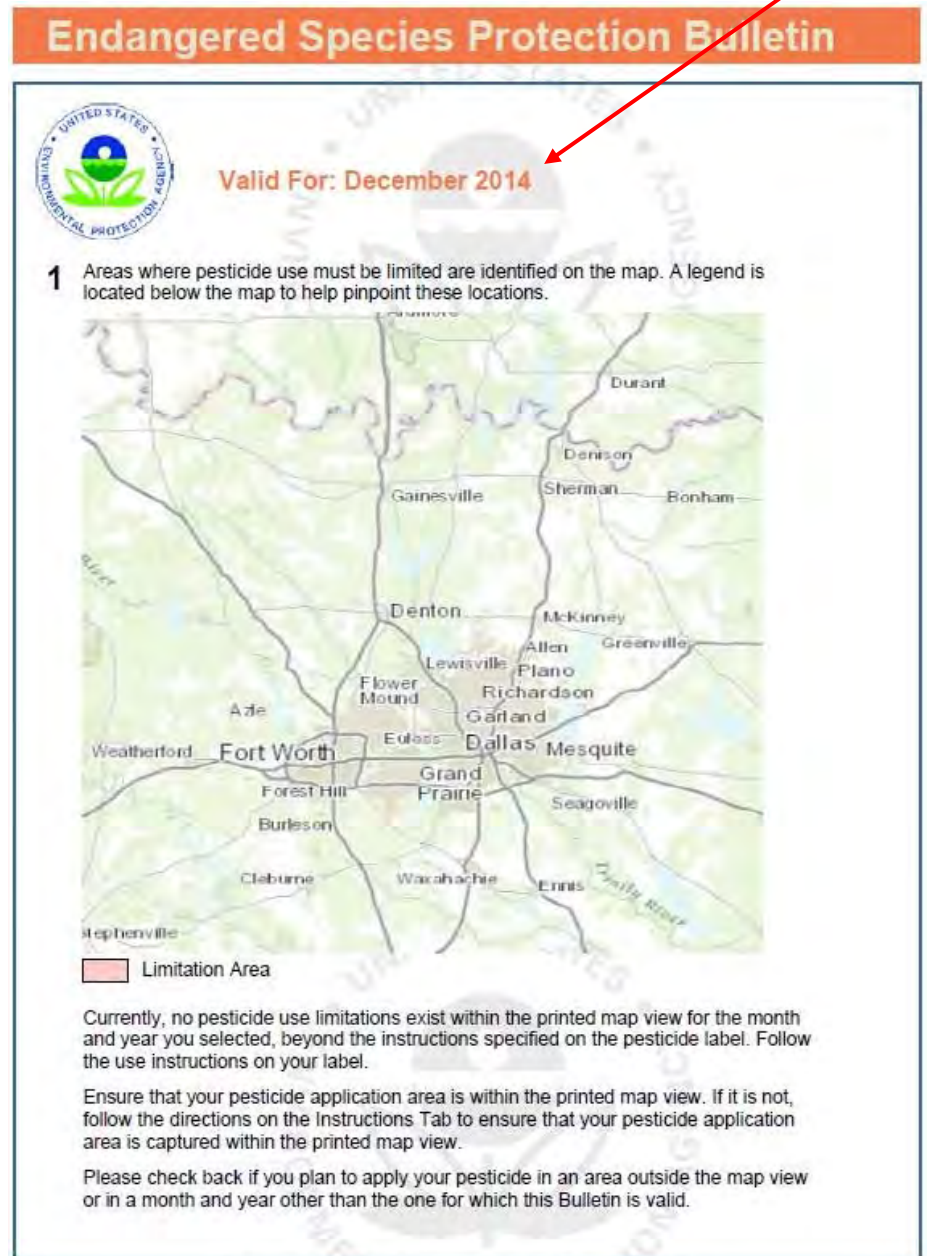 Endangered Species Protection Bulletin
UNITED STATES
ENVIRONMENTAL PROTECTION AGENCY
Valid For: December 2014
1 Areas where pesticide use must be limited are identified on the map. A legend is
located below the map to help pinpoint these locations.
Ardmore
Durant
Denison
Sherman
Bonham
Gainesville
River
Denton
McKinney
Allen
Greenville
Lewisville
Plano
Flower
Mound
Richardson
Azle
Garland
Euless
Dallas
Mesquite
Weatherford
Fort Worth
Grand
Prairie
Forest Hill
Seagoville
Burleson
Cleburne
Waxahachie
Ennis
Trinity River
Stephenville
Limitation Area
Currently, no pesticide use limitations exist within the printed map view for the month
and year you selected, beyond the instructions specified on the pesticide label. Follow
the use instructions on your label.
Ensure that your pesticide application area is within the printed map view. If it is not,
follow the directions on the Instructions Tab to ensure that your pesticide application
area is captured within the printed map view.
Please check back if you plan to apply your pesticide in an area outside the map view
or in a month and year other than the one for which this Bulletin is valid.